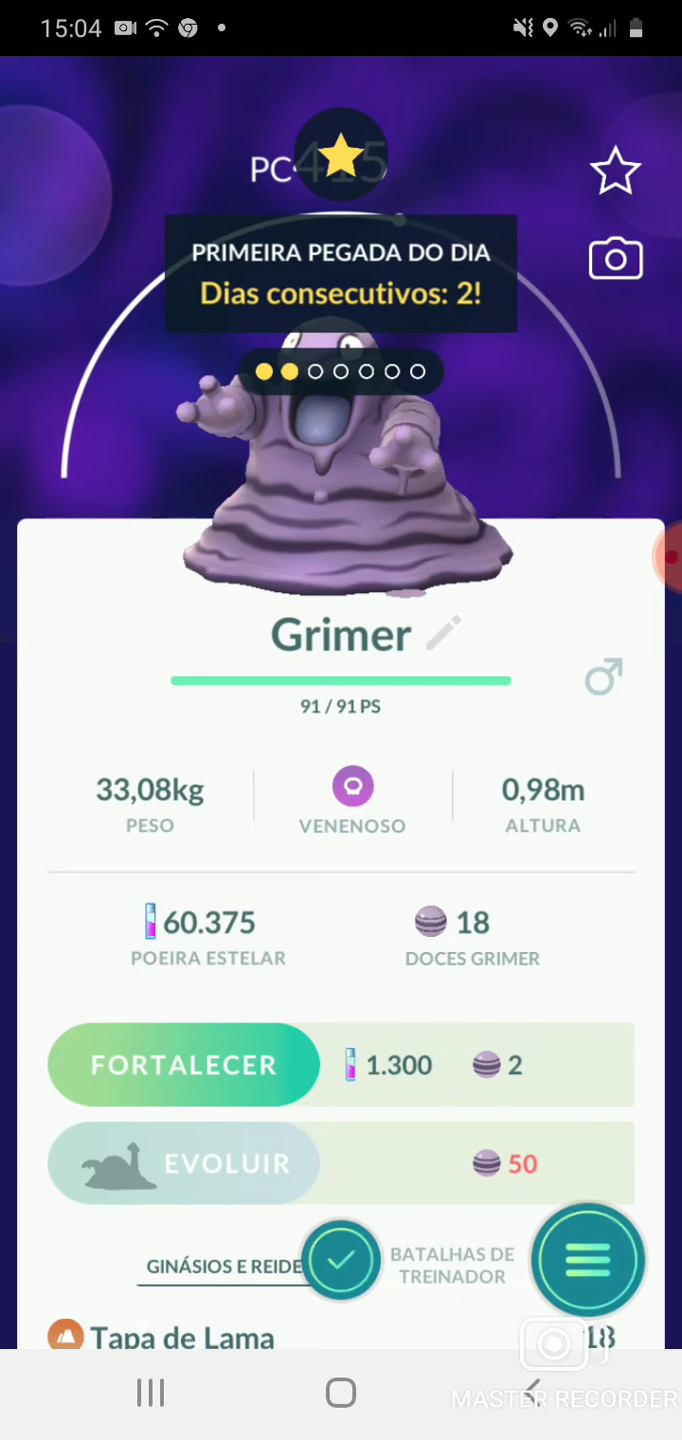 15:04
PC 415
PRIMEIRA PEGADA DO DIA
Dias consecutivos: 2!
Grimer
91 / 91 PS
33,08kg
PESO
VENENOSO
0,98m
ALTURA
60.375
POEIRA ESTELAR
18
DOCES GRIMER
FORTALECER
1.300
2
EVOLUIR
50
GINÁSIOS E REIDE
BATALHAS DE
TREINADOR
Tapa de Lama
18
MASTER RECORDER